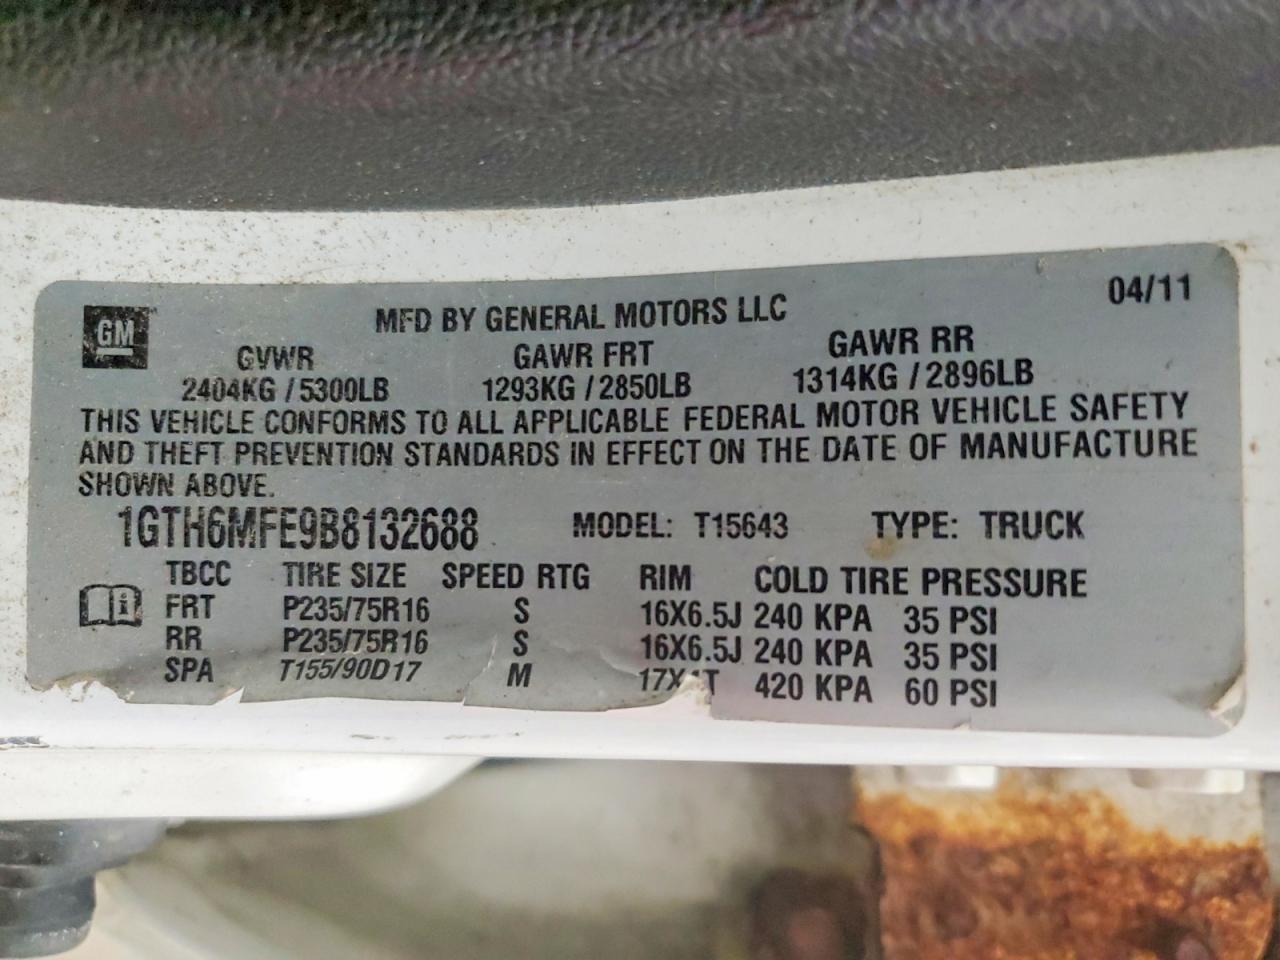 04/11
GM MFD BY GENERAL MOTORS LLC
GVWR GAWR FRT GAWR RR
2404KG / 5300LB 1293KG / 2850LB 1314KG / 2896LB
THIS VEHICLE CONFORMS TO ALL APPLICABLE FEDERAL MOTOR VEHICLE SAFETY
AND THEFT PREVENTION STANDARDS IN EFFECT ON THE DATE OF MANUFACTURE
SHOWN ABOVE.
1GTH6MFE9B8132688 MODEL: T15643 TYPE: TRUCK
TBCC TIRE SIZE SPEED RTG RIM COLD TIRE PRESSURE
FRT P235/75R16 S 16X6.5J 240 KPA 35 PSI
RR P235/75R16 S 16X6.5J 240 KPA 35 PSI
SPA T155/90D17 M 420 KPA 60 PSI